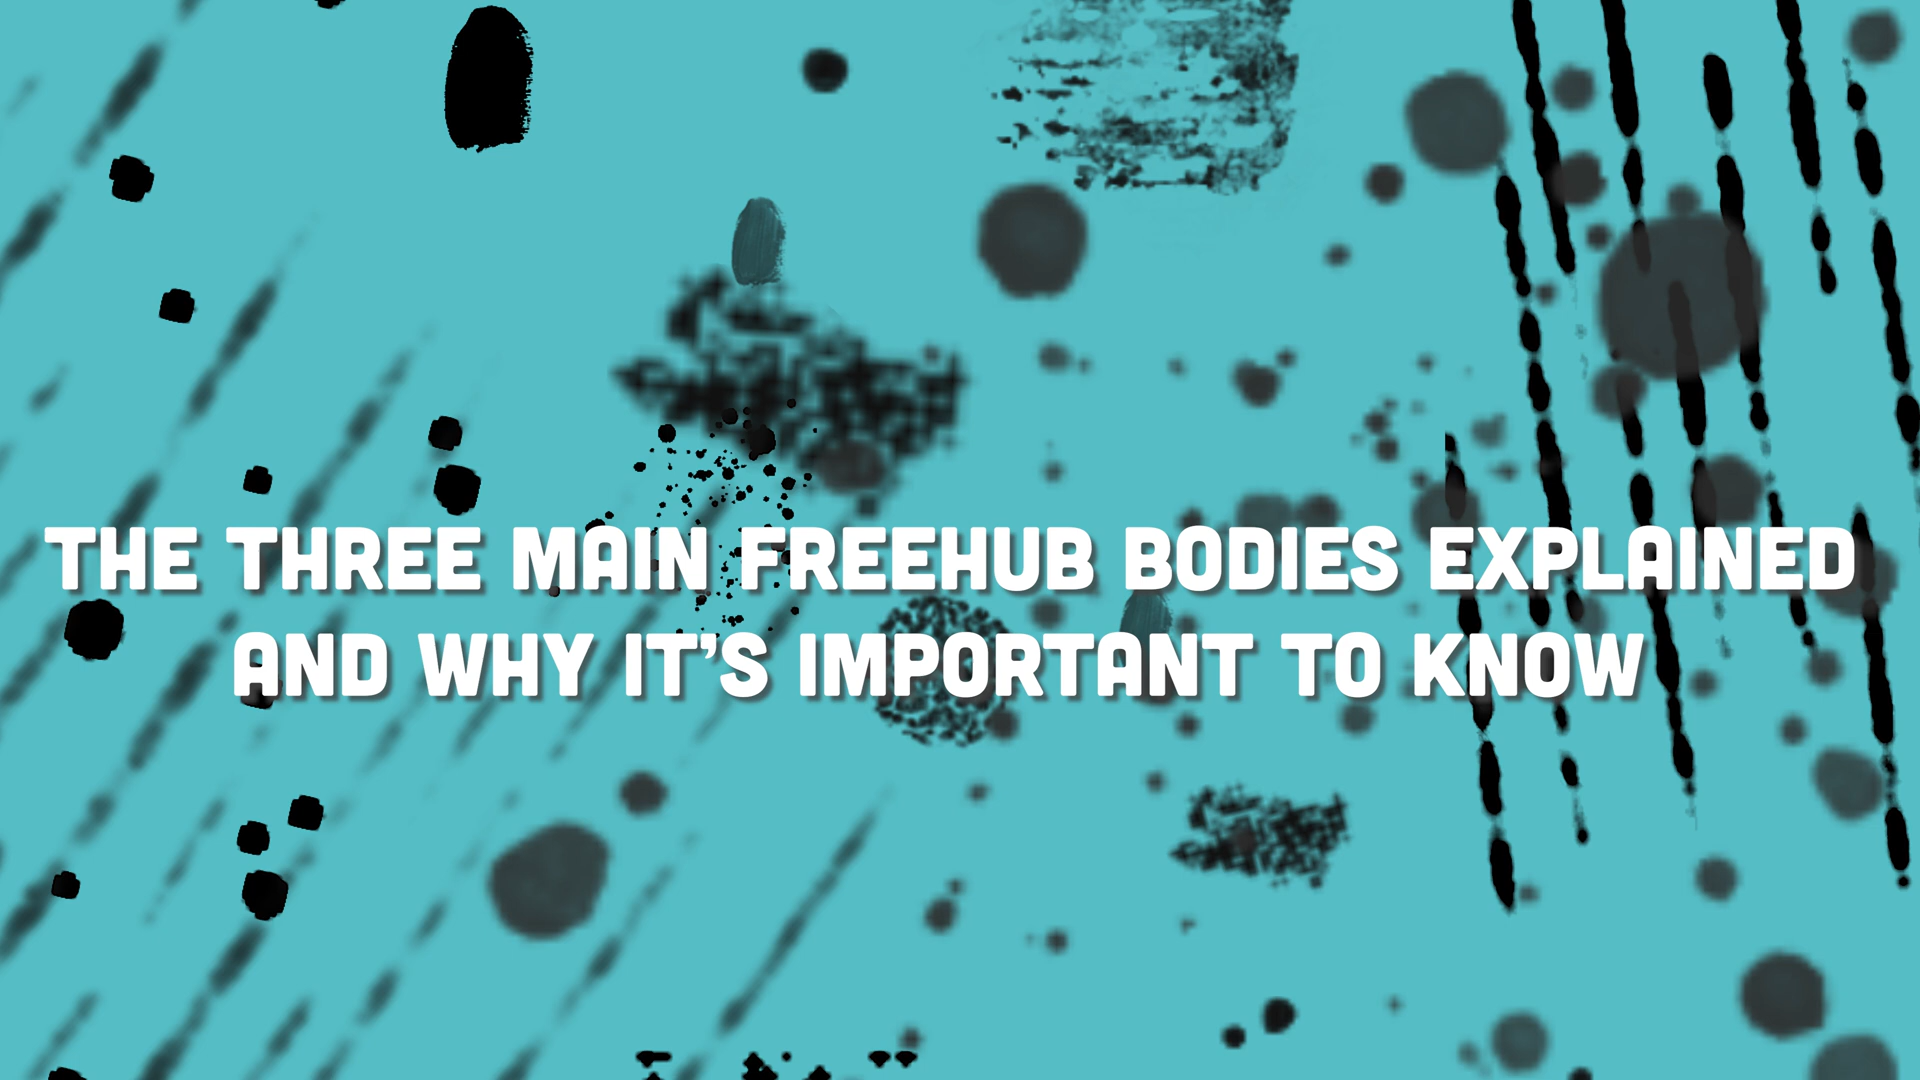 THE THREE MAIN FREEHUB BODIES EXPLAINED
AND WHY IT'S IMPORTANT TO KNOW